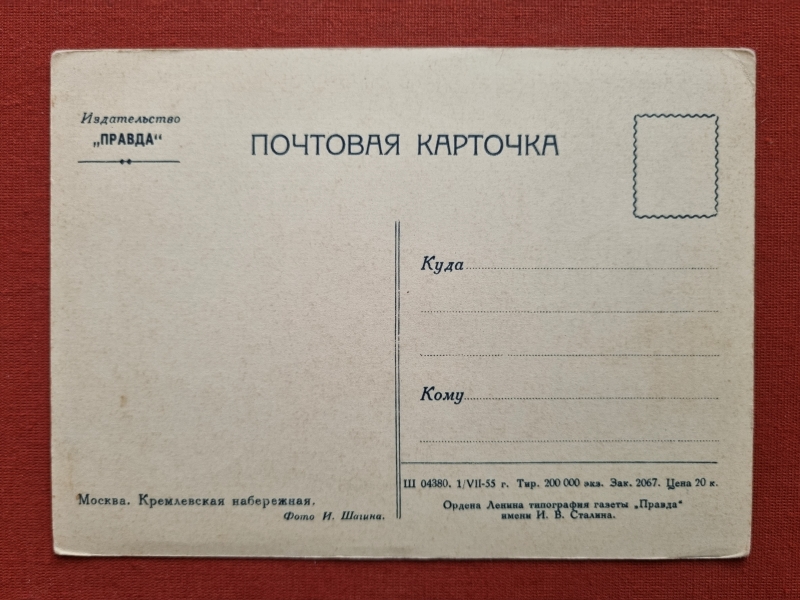 Издательство
„ПРАВДА“
ПОЧТОВАЯ КАРТОЧКА
Куда
Кому
Москва. Кремлевская набережная.
Фото И. Шагина.
Ш 04380. 1/VII-55 г. Тир. 200 000 экз. Зак. 2067. Цена 20 к.
Ордена Ленина типография газеты „Правда“
имени И. В. Сталина.